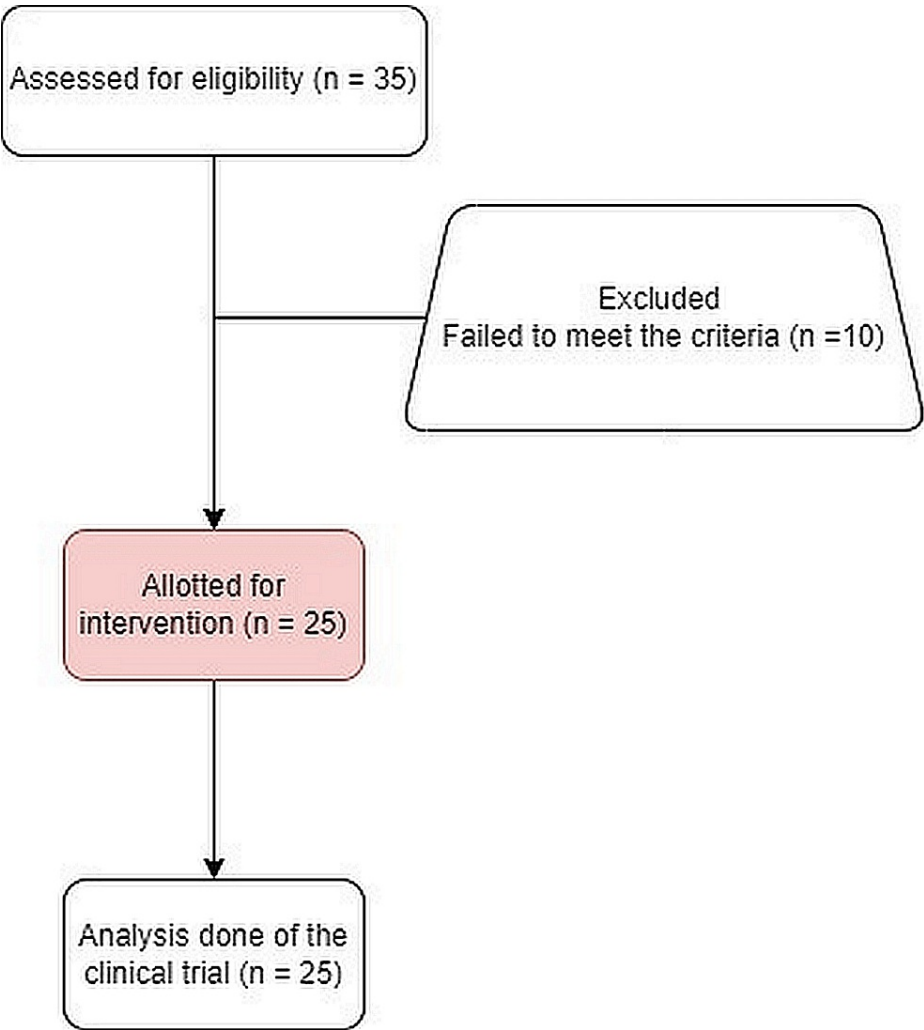 Assessed for eligibility (n = 35)
Excluded
Failed to meet the criteria (n =10)
Allotted for
intervention (n = 25)
Analysis done of the
clinical trial (n = 25)